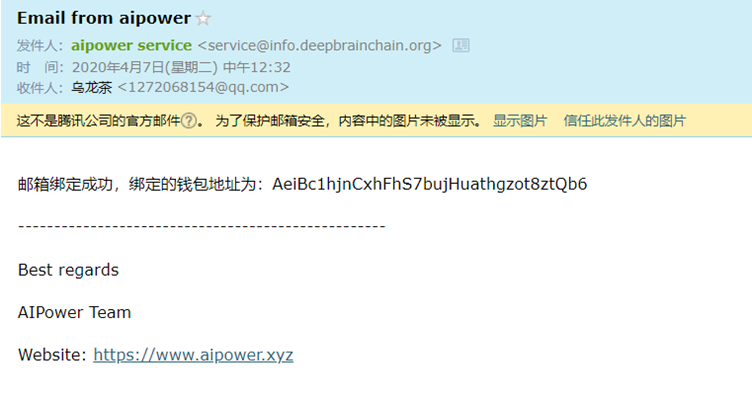 Email from aipower
发件人：aipower service <service@info.deepbrainchain.org>
时 间：2020年4月7日(星期二) 中午12:32
收件人：乌龙茶 <1272068154@qq.com>
这不是腾讯公司的官方邮件?。 为了保护邮箱安全，内容中的图片未被显示。 显示图片 信任此发件人的图片
邮箱绑定成功，绑定的钱包地址为：AeiBc1hjnCxhFhS7bujHuathgzot8ztQb6
---------------------------------------------------
Best regards
AIPower Team
Website: https://www.aipower.xyz